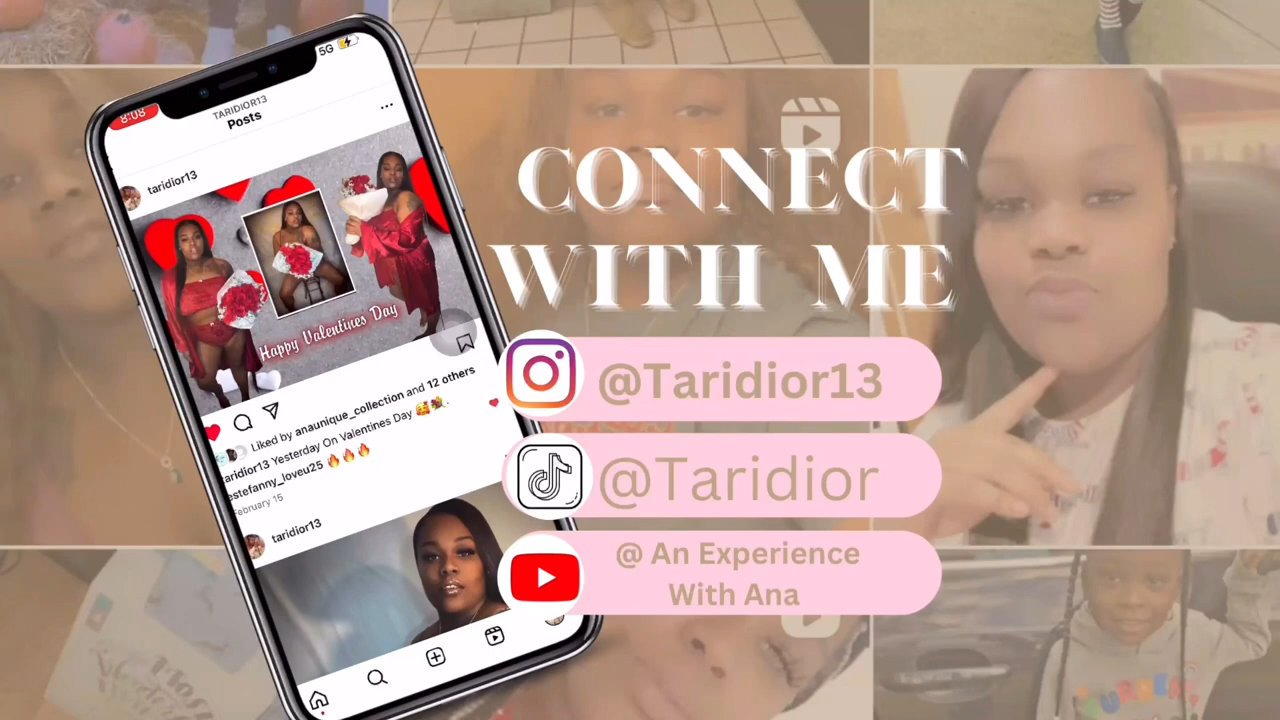 8:08
5G
TARIDIOR13
Posts
taridior13
Happy Valentines Day
Liked by anaunique_collection and 12 others
taridior13 Yesterday On Valentines Day 🥰💐.
estefanny_loveu25 🔥🔥🔥
February 15
taridior13
CONNECT
WITH ME
@Taridior13
@Taridior
@ An Experience
With Ana